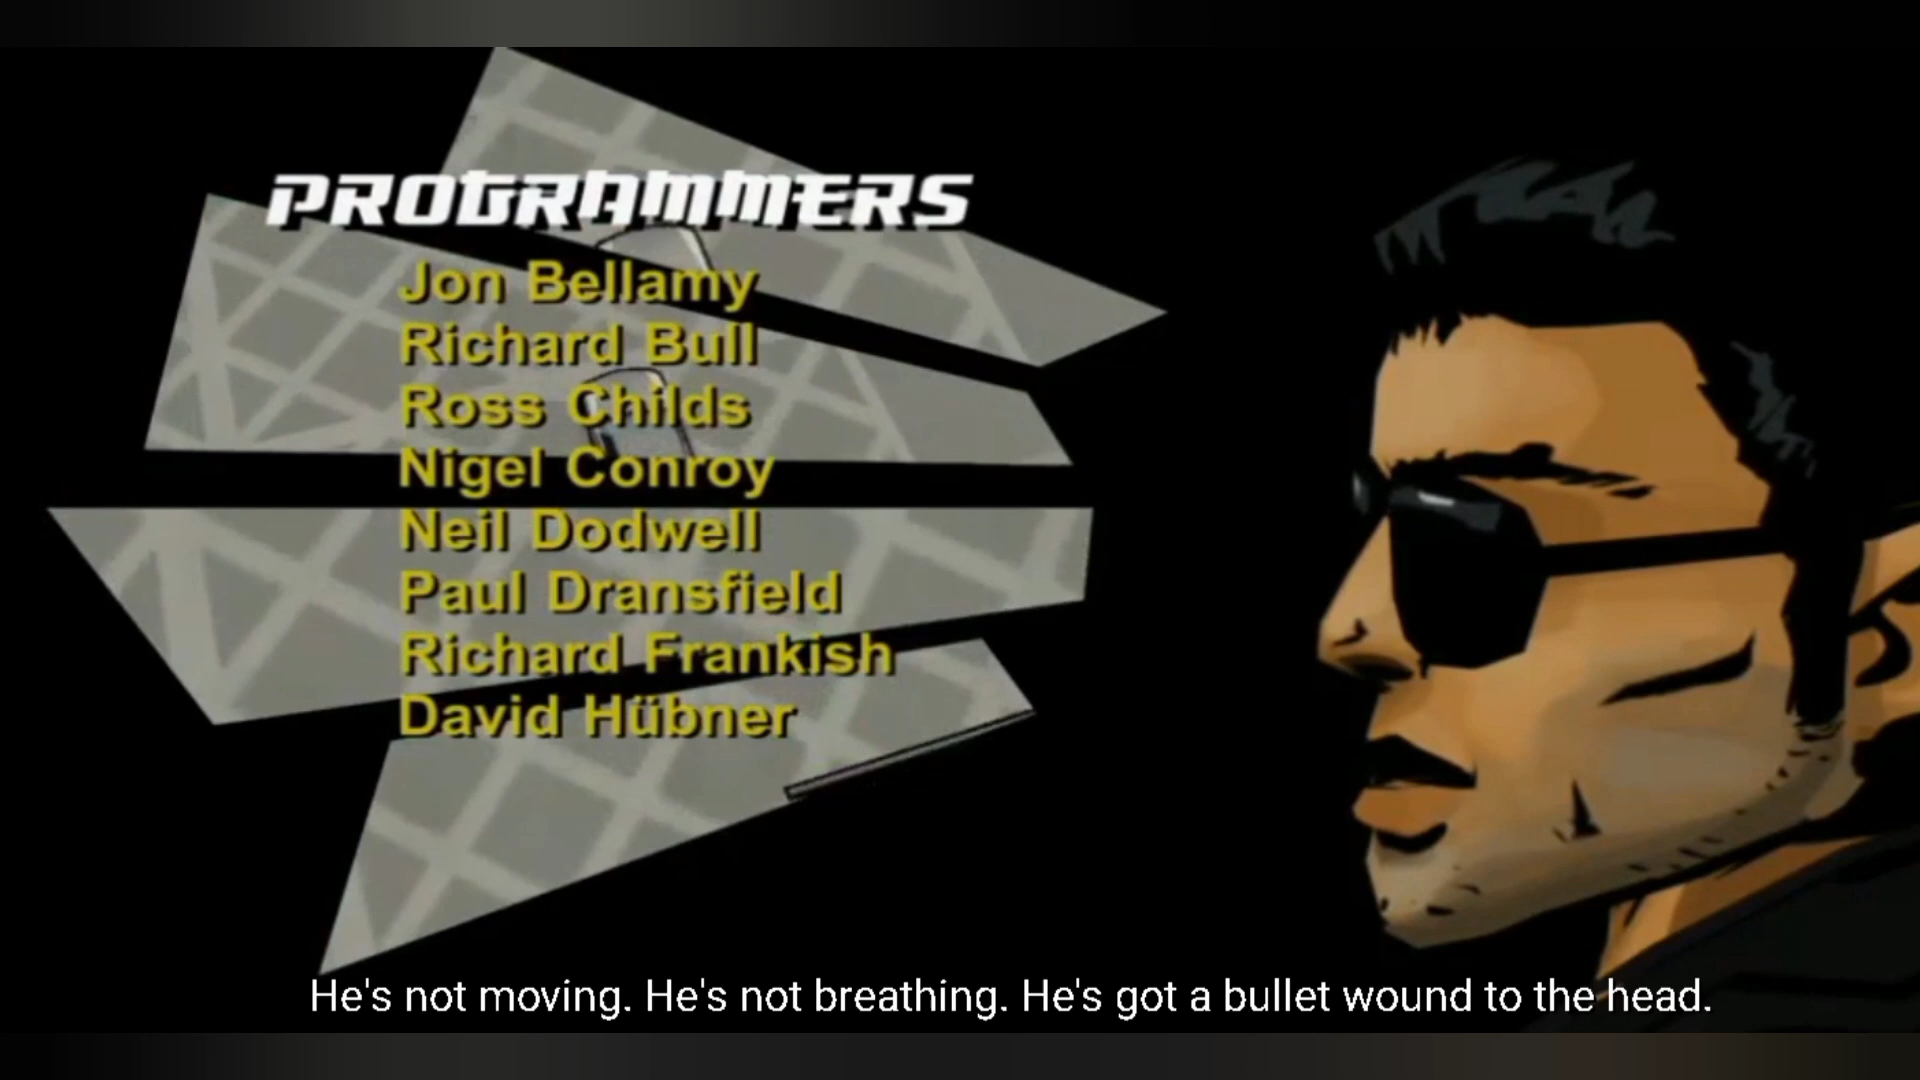 PROGRAMMERS
Jon Bellamy
Richard Bull
Ross Childs
Nigel Conroy
Neil Dodwell
Paul Dransfield
Richard Frankish
David Hübner
He's not moving. He's not breathing. He's got a bullet wound to the head.